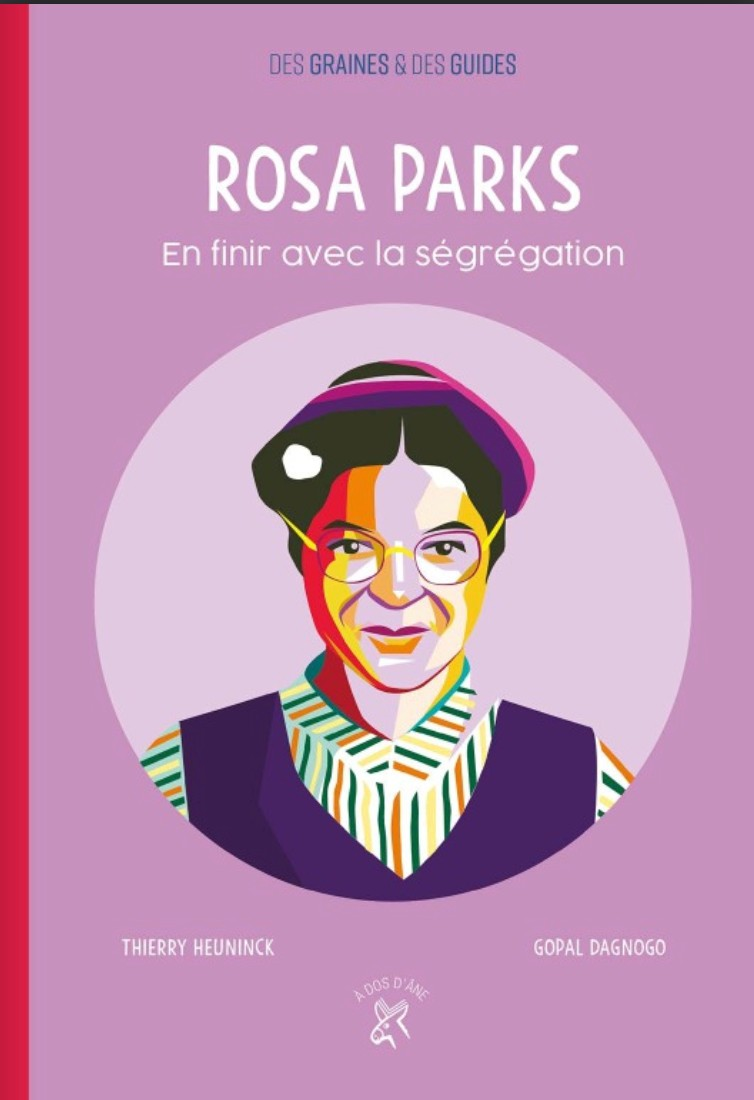 DES GRAINES & DES GUIDES
ROSA PARKS
En finir avec la ségrégation
THIERRY HEUNINCK
GOPAL DAGNOGO
À DOS D'ÂNE